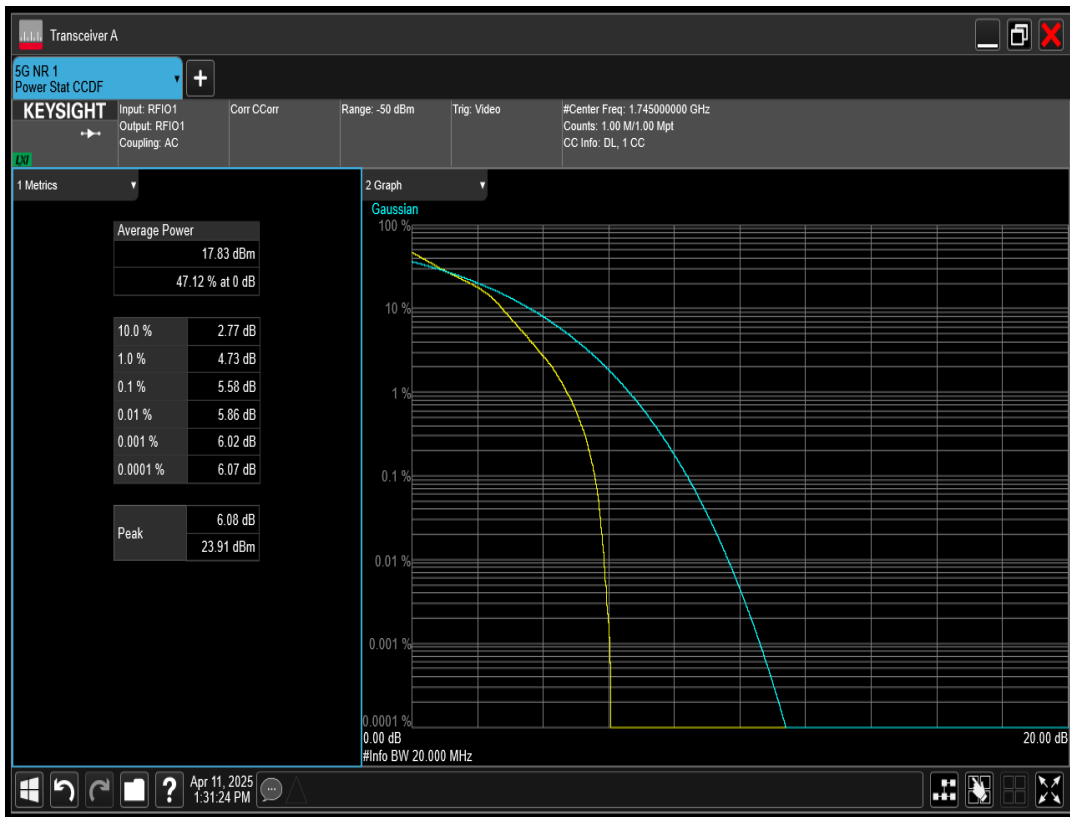 Transceiver A
5G NR 1
Power Stat CCDF
+
KEYSIGHT
LXI
Input: RFIO1
Output: RFIO1
Coupling: AC
Corr CCorr
Range: -50 dBm
Trig: Video
#Center Freq: 1.745000000 GHz
Counts: 1.00 M/1.00 Mpt
CC Info: DL, 1 CC
1 Metrics
Average Power
17.83 dBm
47.12 % at 0 dB
10.0 % 2.77 dB
1.0 % 4.73 dB
0.1 % 5.58 dB
0.01 % 5.86 dB
0.001 % 6.02 dB
0.0001 % 6.07 dB
Peak 6.08 dB
23.91 dBm
2 Graph
Gaussian
100 %
10 %
1 %
0.1 %
0.01 %
0.001 %
0.0001 %
0.00 dB 20.00 dB
#Info BW 20.000 MHz
?
Apr 11, 2025
1:31:24 PM